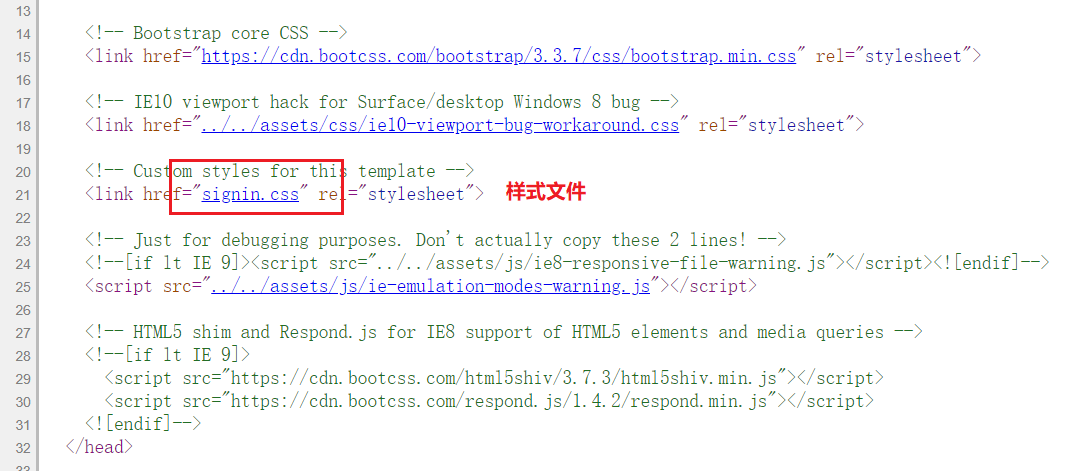 13
14 <!-- Bootstrap core CSS -->
15 <link href="https://cdn.bootcss.com/bootstrap/3.3.7/css/bootstrap.min.css" rel="stylesheet">
16
17 <!-- IE10 viewport hack for Surface/desktop Windows 8 bug -->
18 <link href="../../assets/css/ie10-viewport-bug-workaround.css" rel="stylesheet">
19
20 <!-- Custom styles for this template -->
21 <link href="signin.css" rel="stylesheet"> 样式文件
22
23 <!-- Just for debugging purposes. Don't actually copy these 2 lines! -->
24 <!--[if lt IE 9]><script src="../../assets/js/ie8-responsive-file-warning.js"></script><![endif]-->
25 <script src="../../assets/js/ie-emulation-modes-warning.js"></script>
26
27 <!-- HTML5 shim and Respond.js for IE8 support of HTML5 elements and media queries -->
28 <!--[if lt IE 9]>
29 <script src="https://cdn.bootcss.com/html5shiv/3.7.3/html5shiv.min.js"></script>
30 <script src="https://cdn.bootcss.com/respond.js/1.4.2/respond.min.js"></script>
31 <![endif]-->
32 </head>